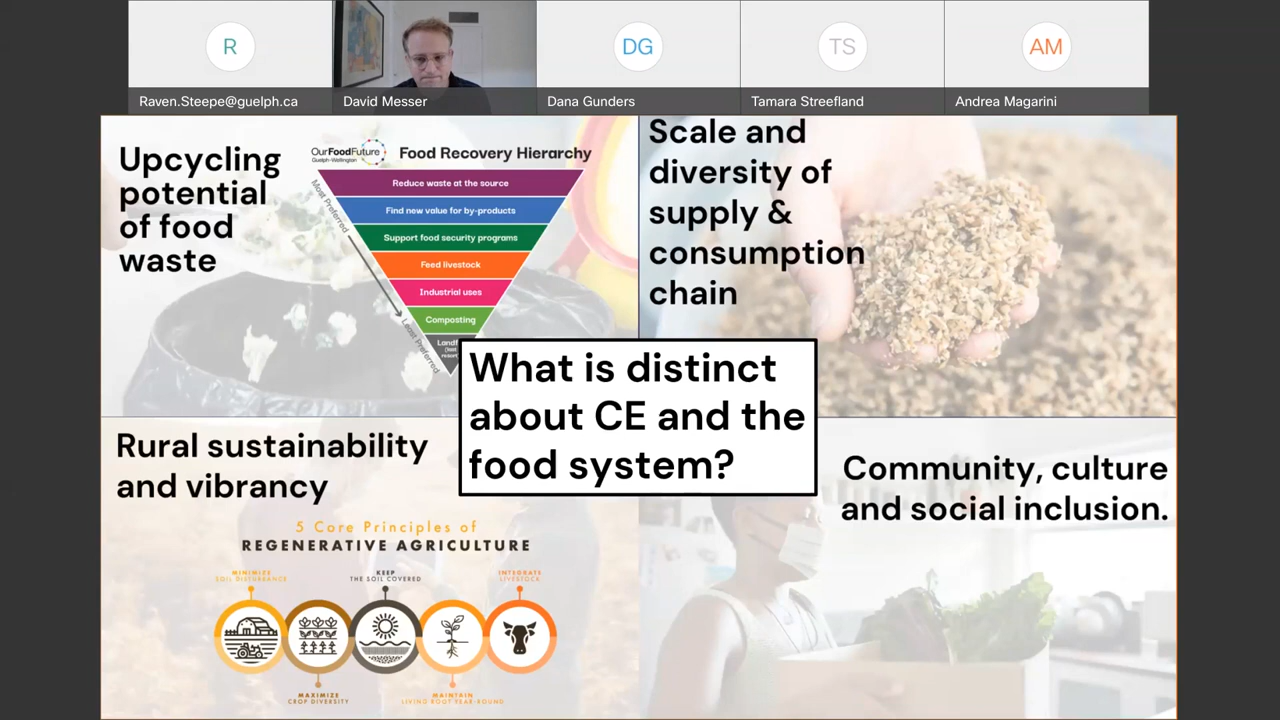 R
DG
TS
AM
Raven.Steepe@guelph.ca
David Messer
Dana Gunders
Tamara Streefland
Andrea Magarini
Upcycling
potential
of food
waste
OurFoodFuture
Guelph-Wellington
Food Recovery Hierarchy
Most Preferred
Reduce waste at the source
Find new value for by-products
Support food security programs
Feed livestock
Industrial uses
Composting
Least Preferred
Scale and
diversity of
supply &
consumption
chain
What is distinct
about CE and the
food system?
Rural sustainability
and vibrancy
5 Core Principles of
REGENERATIVE AGRICULTURE
MINIMIZE
SOIL DISTURBANCE
KEEP
THE SOIL COVERED
INTEGRATE
LIVESTOCK
MAXIMIZE
CROP DIVERSITY
MAINTAIN
LIVING ROOT YEAR-ROUND
Community, culture
and social inclusion.